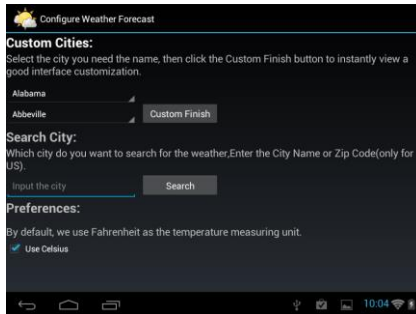 Configure Weather Forecast
Custom Cities:
Select the city you need the name, then click the Custom Finish button to instantly view a
good interface customization.
Alabama
Abbeville
Custom Finish
Search City:
Which city do you want to search for the weather,Enter the City Name or Zip Code(only for
US).
Input the city
Search
Preferences:
By default, we use Fahrenheit as the temperature measuring unit.
Use Celsius
10:04